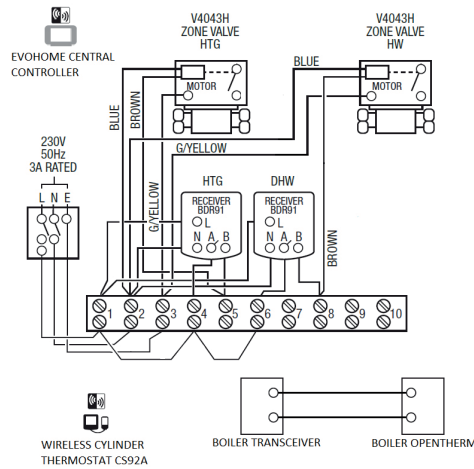 V4043H
ZONE VALVE
HTG
V4043H
ZONE VALVE
HW
EVOHOME CENTRAL
CONTROLLER
BLUE
MOTOR
MOTOR
BLUE
BROWN
G/YELLOW
230V
50Hz
3A RATED
L N E
G/YELLOW
HTG
DHW
RECEIVER
BDR91
L
N A B
RECEIVER
BDR91
L
N A B
BROWN
1 2 3 4 5 6 7 8 9 10
WIRELESS CYLINDER
THERMOSTAT CS92A
BOILER TRANSCEIVER
BOILER OPENTHERM